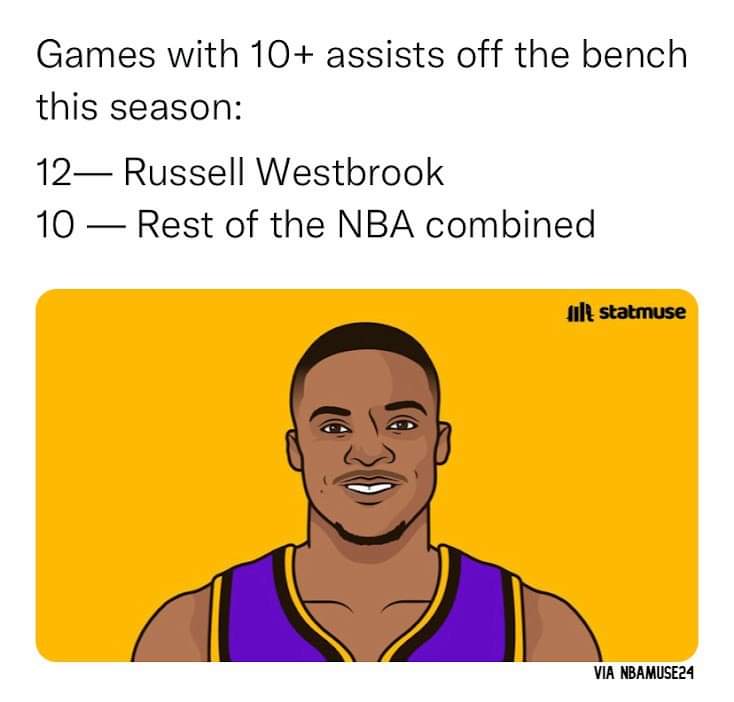 Games with 10+ assists off the bench
this season:
12— Russell Westbrook
10 — Rest of the NBA combined
statmuse
VIA NBAMUSE24